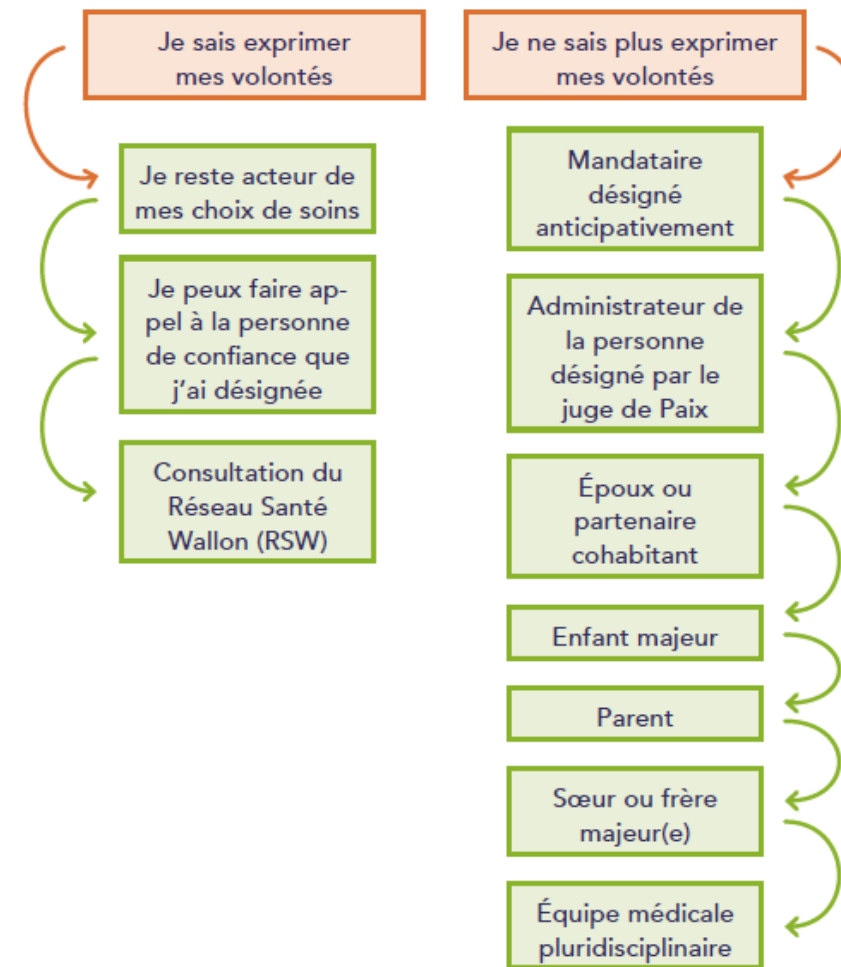 Je sais exprimer
mes volontés
Je reste acteur de
mes choix de soins
Je peux faire ap-
pel à la personne
de confiance que
j'ai désignée
Consultation du
Réseau Santé
Wallon (RSW)
Je ne sais plus exprimer
mes volontés
Mandataire
désigné
anticipativement
Administrateur de
la personne
désigné par le
juge de Paix
Époux ou
partenaire
cohabitant
Enfant majeur
Parent
Sœur ou frère
majeur(e)
Équipe médicale
pluridisciplinaire